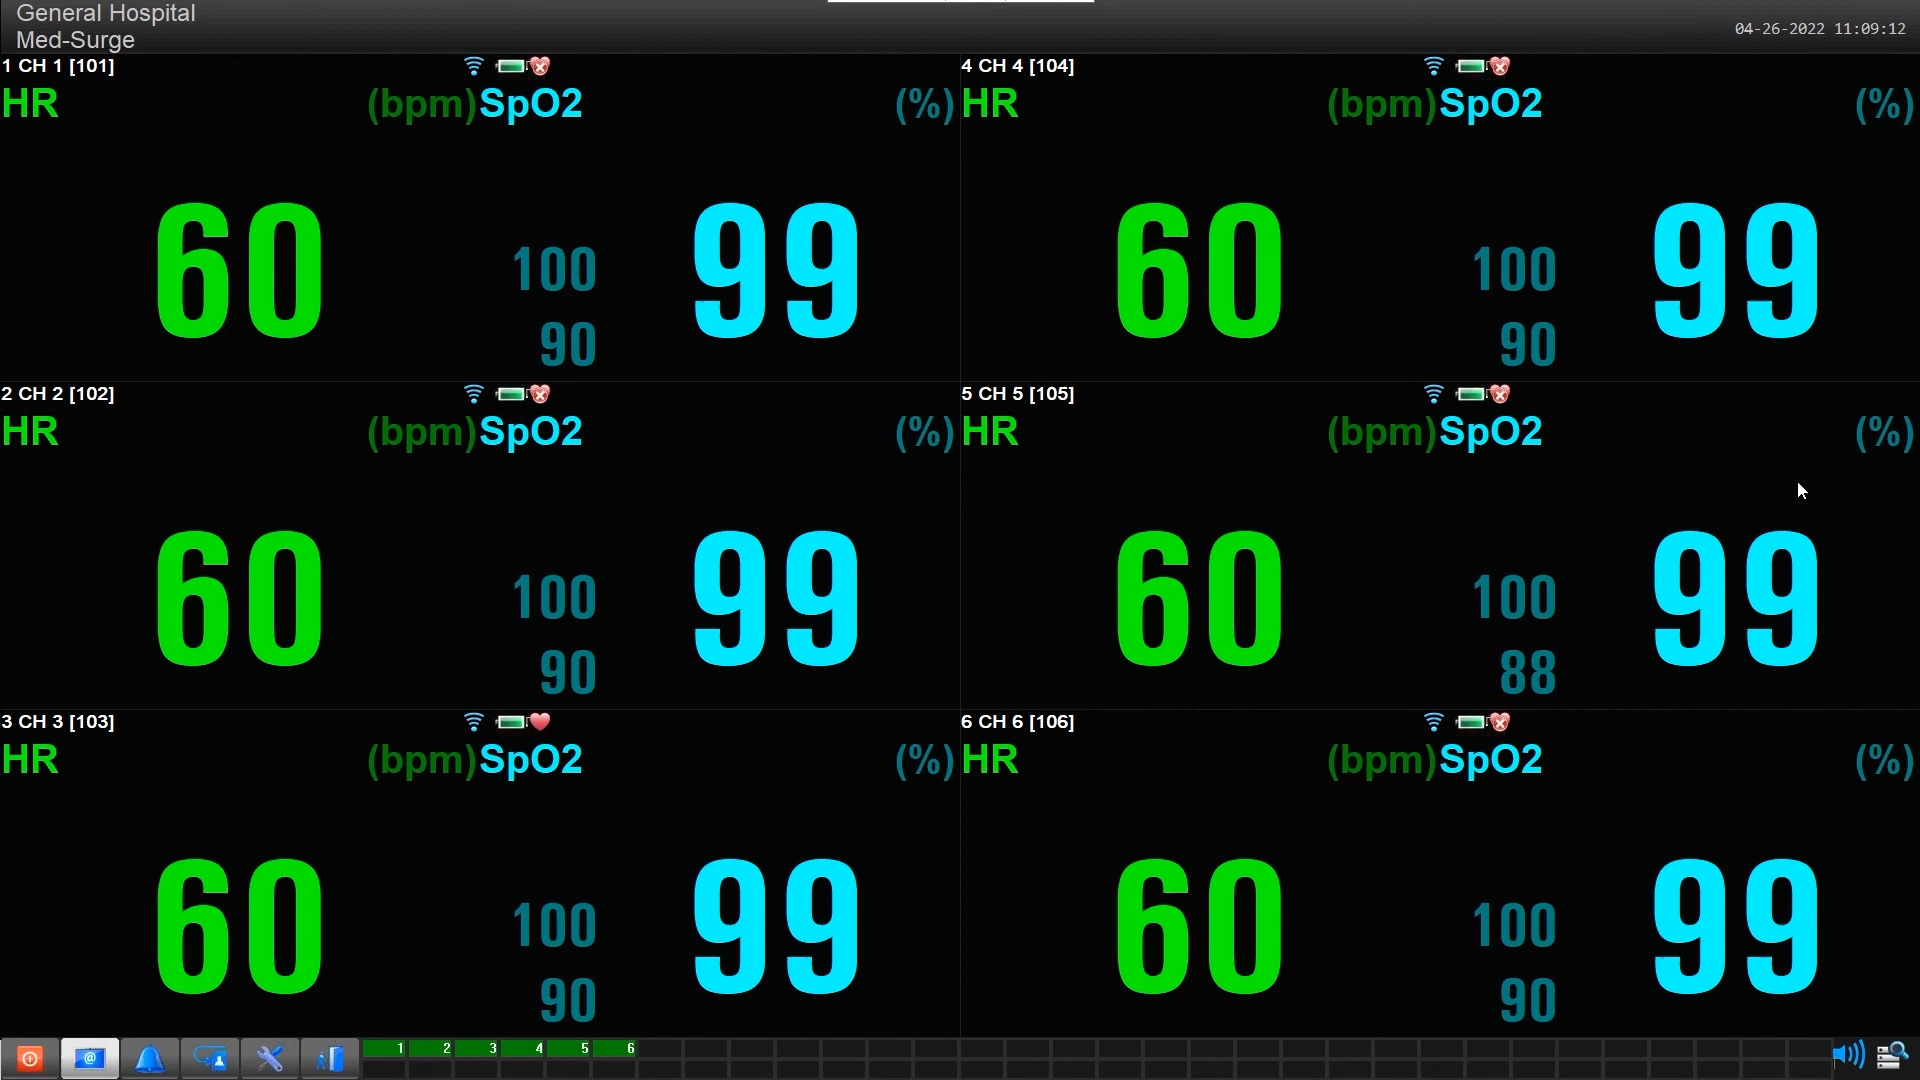 General Hospital
Med-Surge
04-26-2022 11:09:12
1 CH 1 [101]
HR (bpm) SpO2 (%)
60 100 99
90
4 CH 4 [104]
HR (bpm) SpO2 (%)
60 100 99
90
2 CH 2 [102]
HR (bpm) SpO2 (%)
60 100 99
90
5 CH 5 [105]
HR (bpm) SpO2 (%)
60 100 99
88
3 CH 3 [103]
HR (bpm) SpO2 (%)
60 100 99
90
6 CH 6 [106]
HR (bpm) SpO2 (%)
60 100 99
90
@ 1 2 3 4 5 6